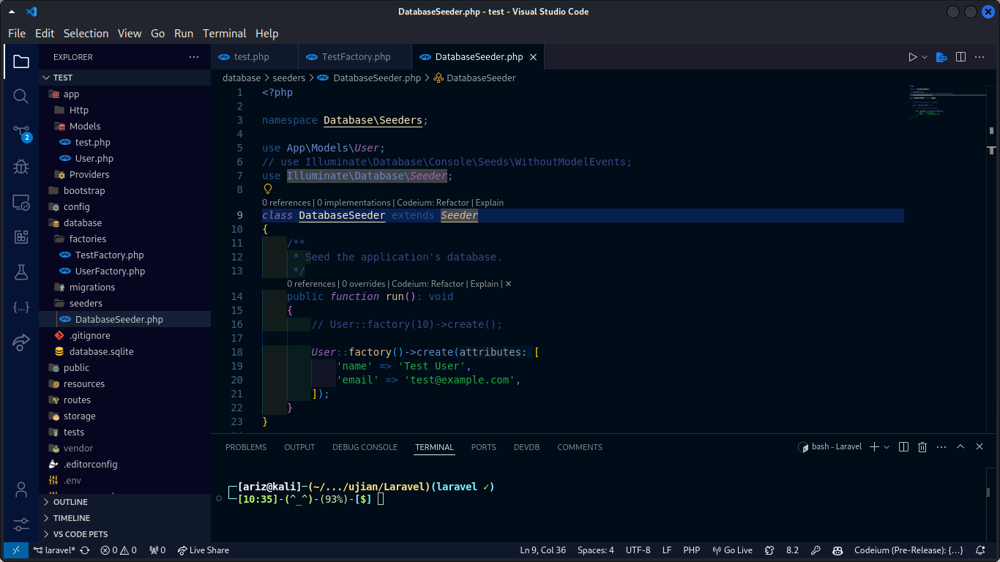 DatabaseSeeder.php - test - Visual Studio Code
File Edit Selection View Go Run Terminal Help
EXPLORER ···
TEST
app
Http
Models
test.php
User.php
Providers
bootstrap
config
database
factories
TestFactory.php
UserFactory.php
migrations
seeders
DatabaseSeeder.php
.gitignore
database.sqlite
public
resources
routes
storage
tests
vendor
.editorconfig
.env
OUTLINE
TIMELINE
VS CODE PETS
2
test.php TestFactory.php DatabaseSeeder.php
database > seeders > DatabaseSeeder.php > DatabaseSeeder
1 <?php
2
3 namespace Database\Seeders;
4
5 use App\Models\User;
6 // use Illuminate\Database\Console\Seeds\WithoutModelEvents;
7 use Illuminate\Database\Seeder;
8
0 references | 0 implementations | Codeium: Refactor | Explain
9 class DatabaseSeeder extends Seeder
10 {
11 /**
12 * Seed the application's database.
13 */
0 references | 0 overrides | Codeium: Refactor | Explain | ×
14 public function run(): void
15 {
16 // User::factory(10)->create();
17
18 User::factory()->create(attributes: [
19 'name' => 'Test User',
20 'email' => 'test@example.com',
21 ]);
22 }
23 }
PROBLEMS OUTPUT DEBUG CONSOLE TERMINAL PORTS DEVDB COMMENTS
bash - Laravel
┌─[ariz@kali]─(~/.../ujian/Laravel)(laravel ✓)
└─[10:35]-(^_^)-(93%)-[$]
laravel* 0 0 0 Live Share Ln 9, Col 36 Spaces: 4 UTF-8 LF PHP Go Live 8.2 Codeium (Pre-Release): {...}